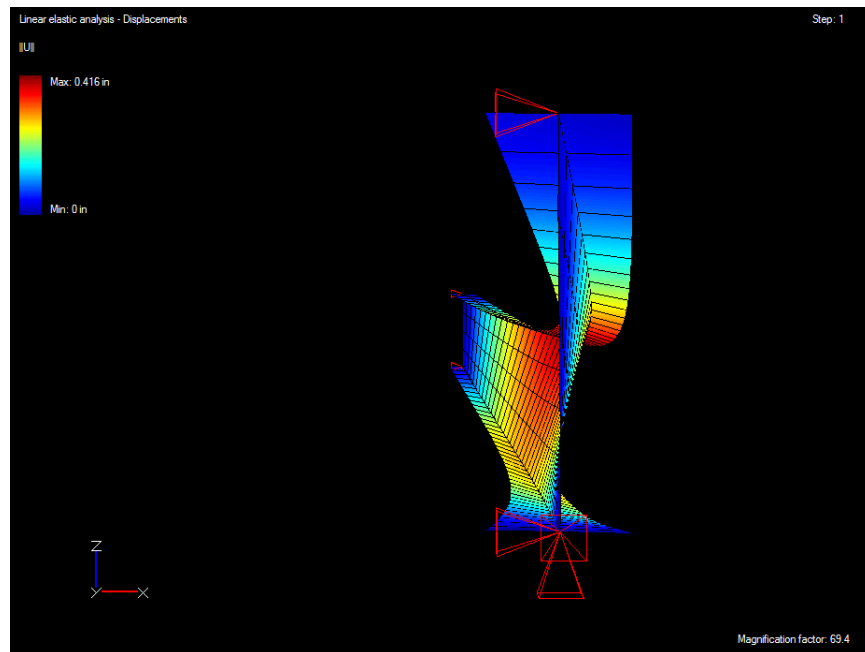 Linear elastic analysis - Displacements
Step: 1
||U||
Max: 0.416 in
Min: 0 in
Z
Y
X
Magnification factor: 69.4